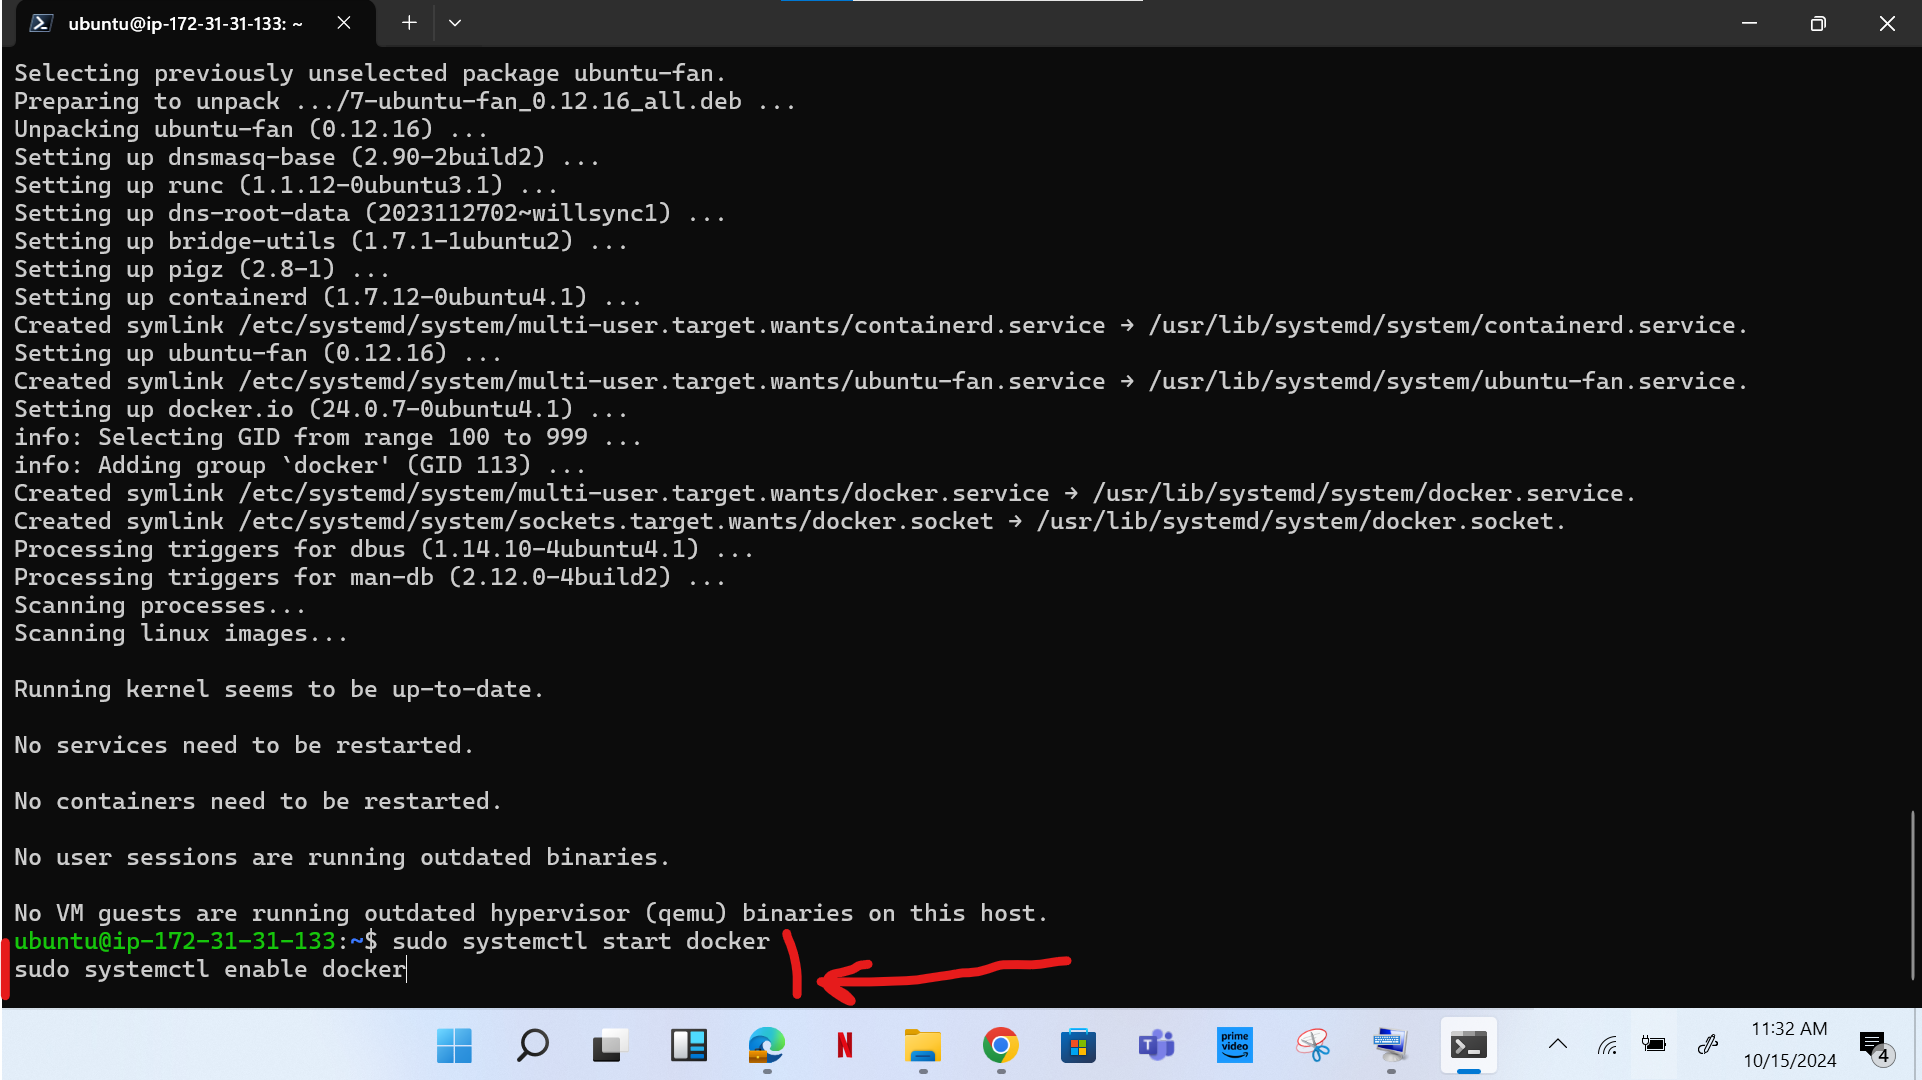 ubuntu@ip-172-31-31-133: ~
Selecting previously unselected package ubuntu-fan.
Preparing to unpack .../7-ubuntu-fan_0.12.16_all.deb ...
Unpacking ubuntu-fan (0.12.16) ...
Setting up dnsmasq-base (2.90-2build2) ...
Setting up runc (1.1.12-0ubuntu3.1) ...
Setting up dns-root-data (2023112702~willsync1) ...
Setting up bridge-utils (1.7.1-1ubuntu2) ...
Setting up pigz (2.8-1) ...
Setting up containerd (1.7.12-0ubuntu4.1) ...
Created symlink /etc/systemd/system/multi-user.target.wants/containerd.service → /usr/lib/systemd/system/containerd.service.
Setting up ubuntu-fan (0.12.16) ...
Created symlink /etc/systemd/system/multi-user.target.wants/ubuntu-fan.service → /usr/lib/systemd/system/ubuntu-fan.service.
Setting up docker.io (24.0.7-0ubuntu4.1) ...
info: Selecting GID from range 100 to 999 ...
info: Adding group `docker' (GID 113) ...
Created symlink /etc/systemd/system/multi-user.target.wants/docker.service → /usr/lib/systemd/system/docker.service.
Created symlink /etc/systemd/system/sockets.target.wants/docker.socket → /usr/lib/systemd/system/docker.socket.
Processing triggers for dbus (1.14.10-4ubuntu4.1) ...
Processing triggers for man-db (2.12.0-4build2) ...
Scanning processes...
Scanning linux images...
Running kernel seems to be up-to-date.
No services need to be restarted.
No containers need to be restarted.
No user sessions are running outdated binaries.
No VM guests are running outdated hypervisor (qemu) binaries on this host.
ubuntu@ip-172-31-31-133:~$ sudo systemctl start docker
sudo systemctl enable docker
N
prime video
11:32 AM
10/15/2024
4